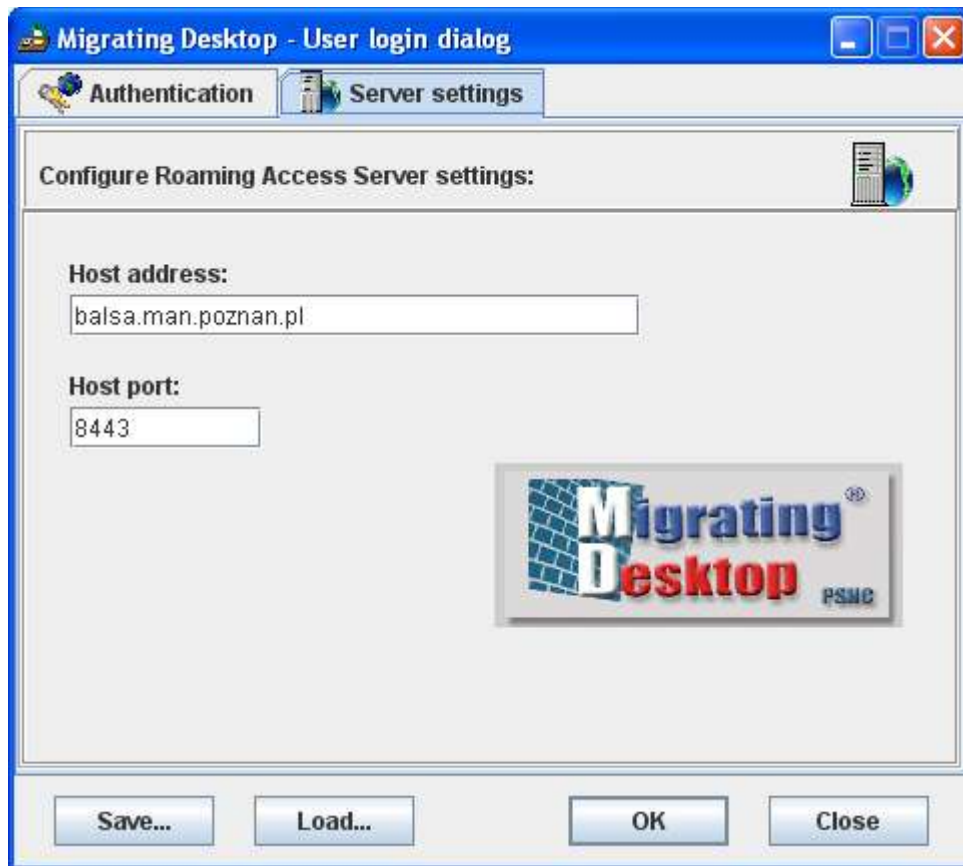 Migrating Desktop - User login dialog
Authentication Server settings
Configure Roaming Access Server settings:
Host address:
balsa.man.poznan.pl
Host port:
8443
Migrating®
Desktop PSNC
Save... Load... OK Close